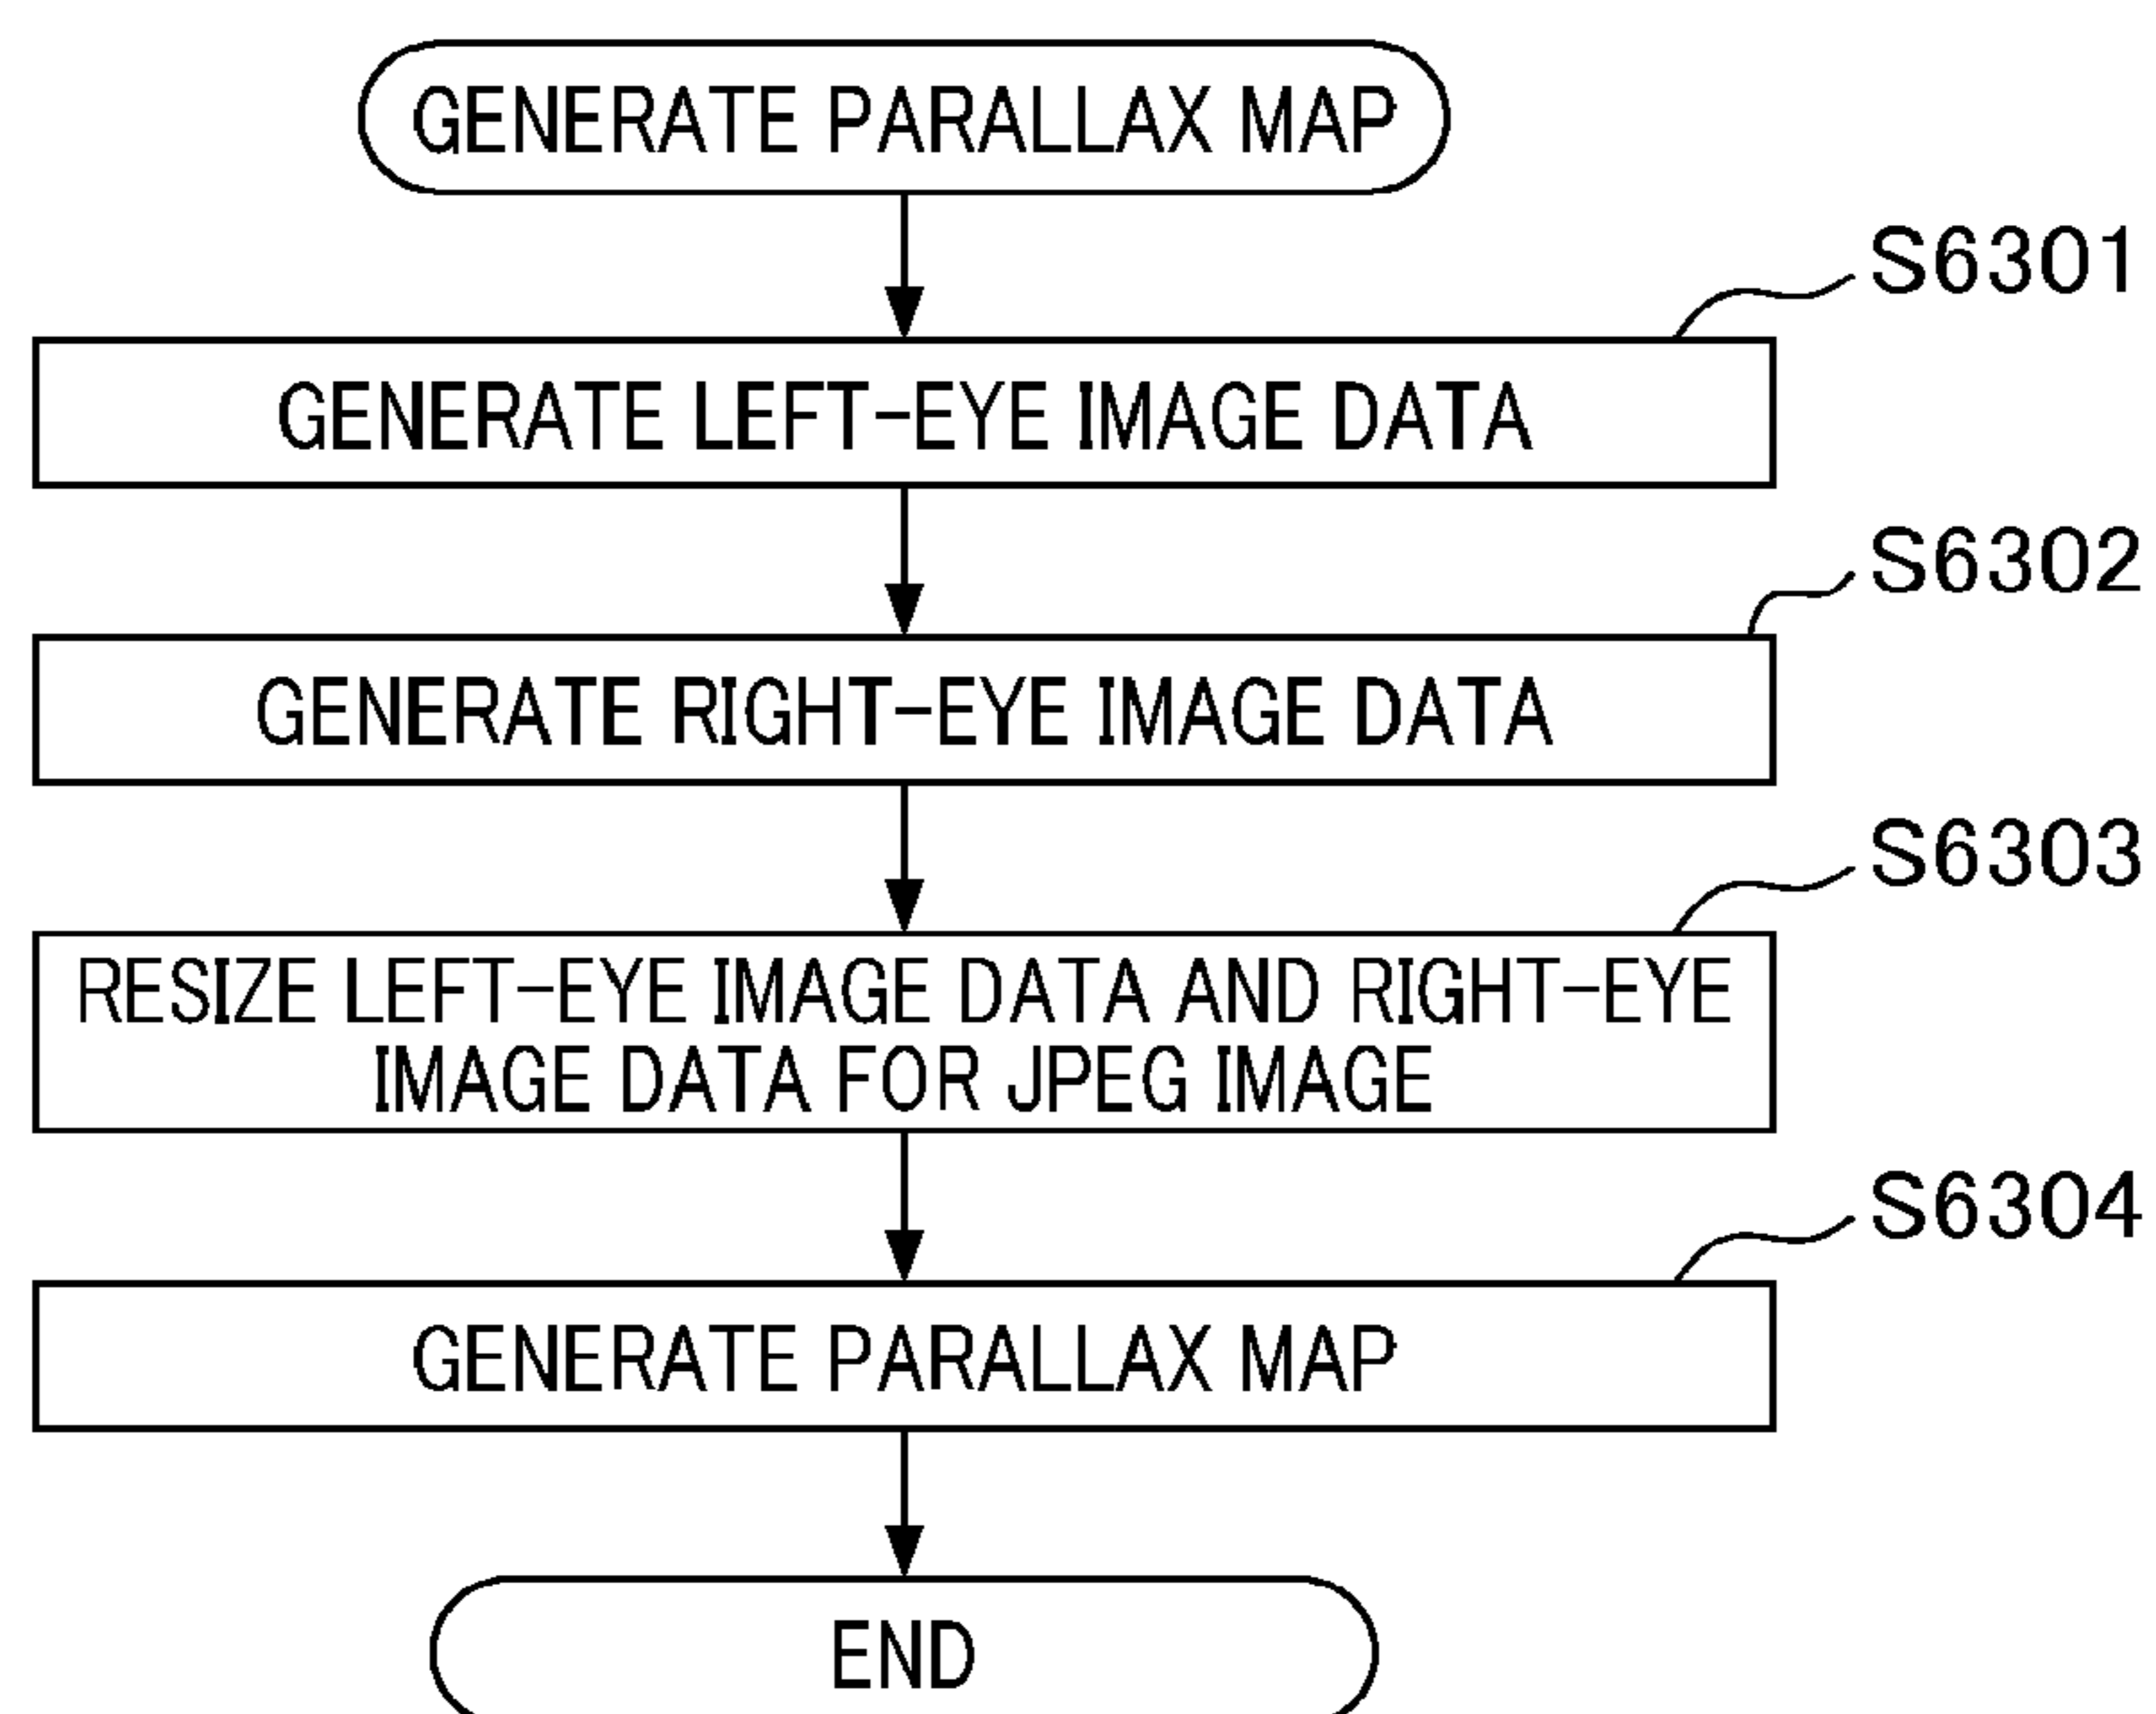 GENERATE PARALLAX MAP
S6301
GENERATE LEFT-EYE IMAGE DATA
S6302
GENERATE RIGHT-EYE IMAGE DATA
S6303
RESIZE LEFT-EYE IMAGE DATA AND RIGHT-EYE
IMAGE DATA FOR JPEG IMAGE
S6304
GENERATE PARALLAX MAP
END